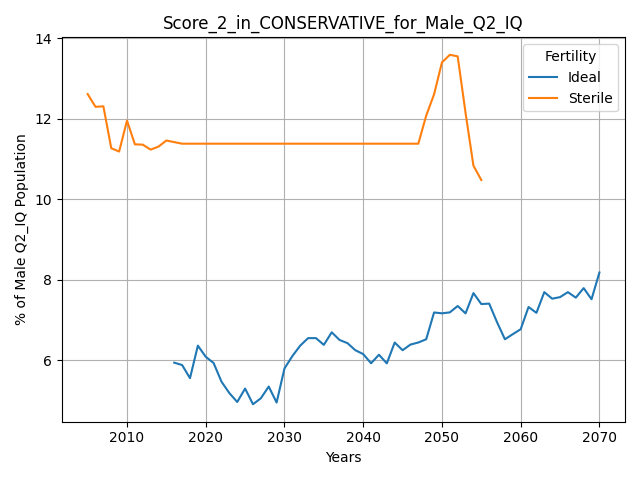 Score_2_in_CONSERVATIVE_for_Male_Q2_IQ
Fertility
Ideal
Sterile
% of Male Q2_IQ Population
14
12
10
8
6
2010 2020 2030 2040 2050 2060 2070
Years